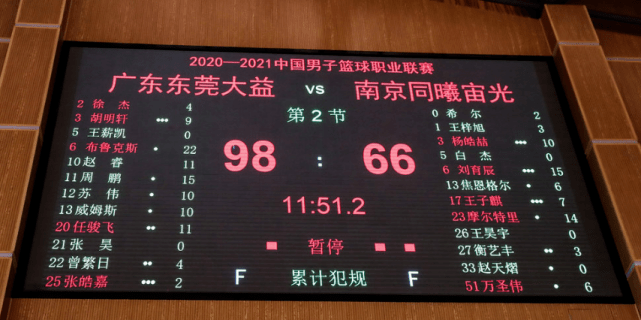 2020—2021中国男子篮球职业联赛
广东东莞大益 VS 南京同曦宙光
第2节
98 : 66
11:51.2
暂停
F 累计犯规 F
2 徐 杰 4
3 胡明轩 ••• 9
5 王薪凯 0
6 布鲁克斯 • 22
10 赵 睿 11
11 周 鹏 • 15
12 苏 伟 • 10
13 威姆斯 • 10
20 任骏飞 •• 11
21 张 昊 0
22 曾繁日 •• 4
25 张皓嘉 ••• 2
0 希 尔 2
1 王梓旭 3
3 杨皓喆 ••• 10
5 白 杰 0
6 刘育辰 ••• 15
13 焦恩格尔 • 6
17 王子麒 ••• 7
23 摩尔特里 • 14
26 王昊宇 0
27 衡艺丰 •• 3
33 赵天熠 • 0
51 万圣伟 • 6